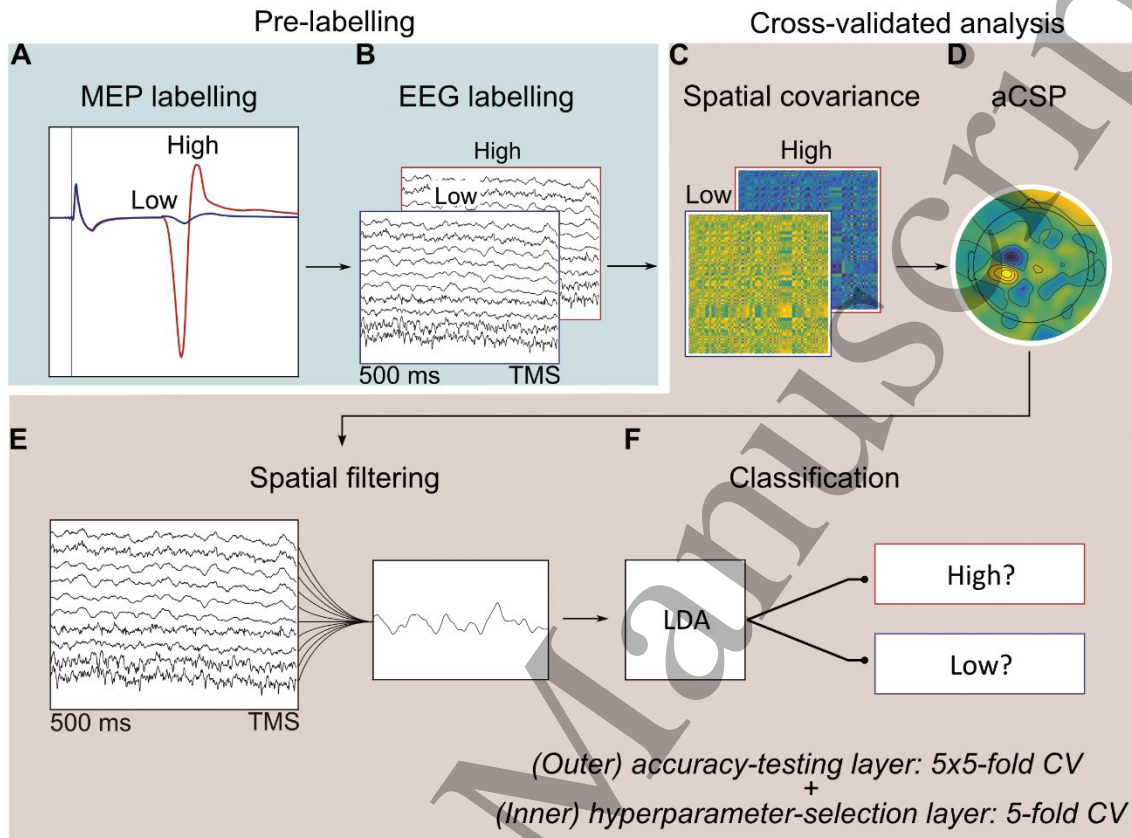 Pre-labelling
Cross-validated analysis
A
MEP labelling
High
Low
B
EEG labelling
High
Low
500 ms
TMS
C
Spatial covariance
High
Low
D
aCSP
E
Spatial filtering
500 ms
TMS
F
Classification
LDA
High?
Low?
(Outer) accuracy-testing layer: 5x5-fold CV
+
(Inner) hyperparameter-selection layer: 5-fold CV
Manuscrip